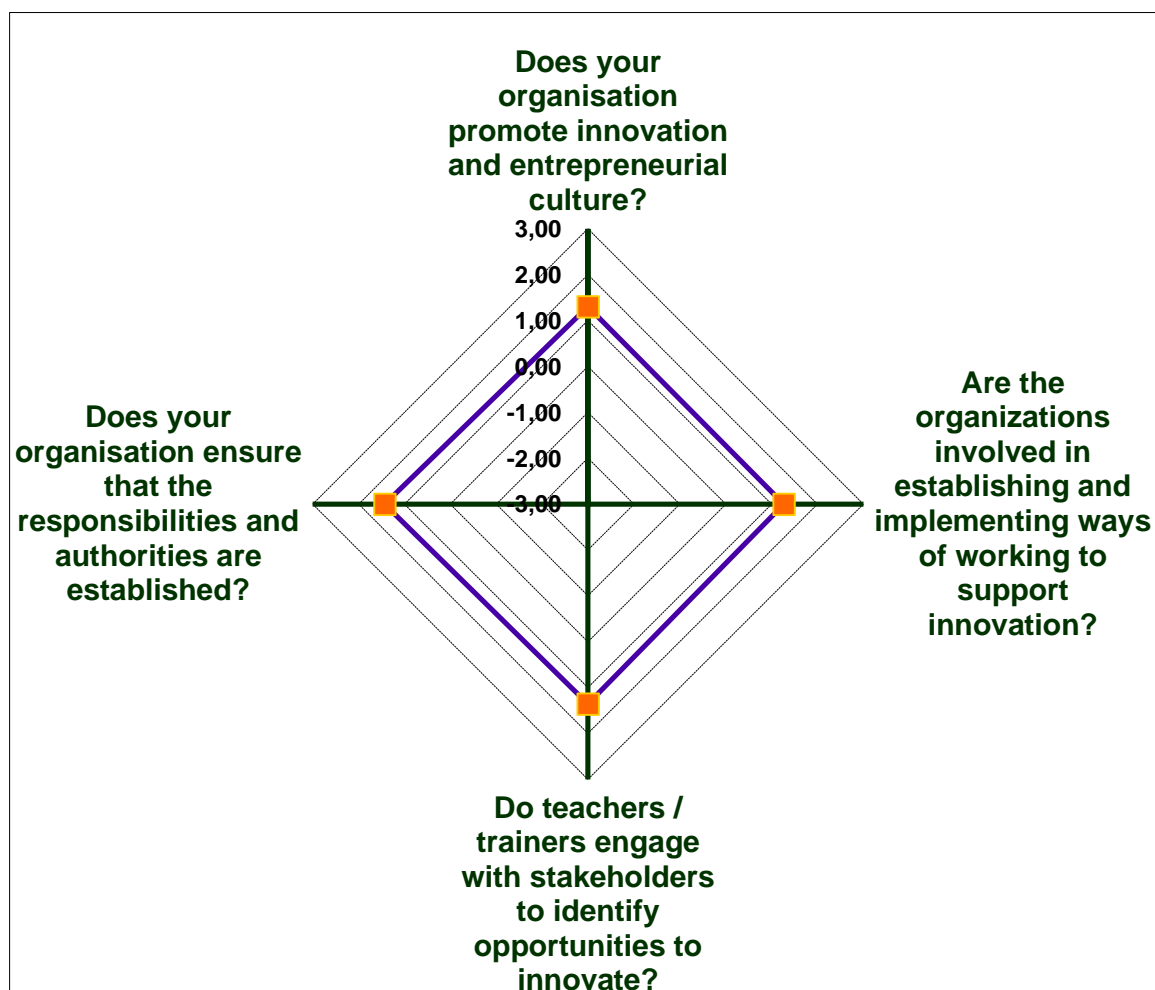 Does your
organisation
promote innovation
and entrepreneurial
culture?
3,00
2,00
1,00
0,00
-1,00
-2,00
-3,00
Are the
organizations
involved in
establishing and
implementing ways
of working to
support
innovation?
Do teachers /
trainers engage
with stakeholders
to identify
opportunities to
innovate?
Does your
organisation ensure
that the
responsibilities and
authorities are
established?